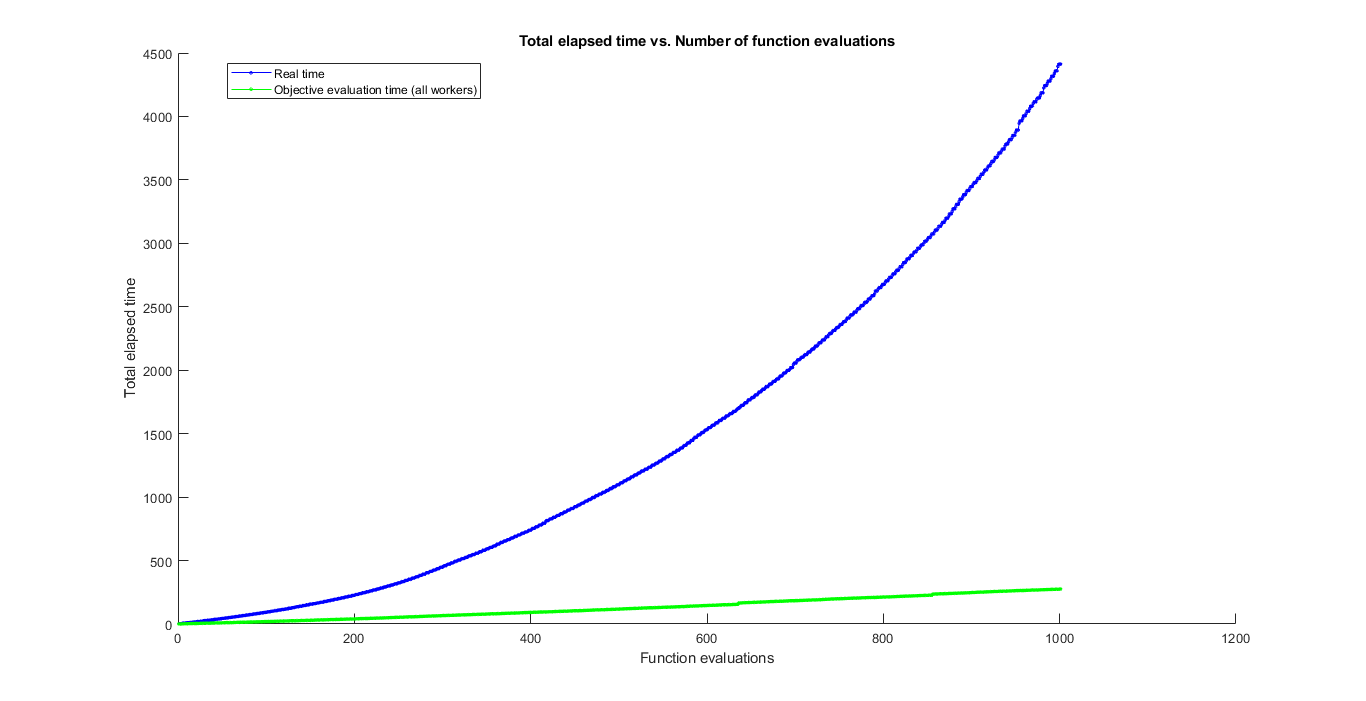 Total elapsed time vs. Number of function evaluations
Real time
Objective evaluation time (all workers)
Total elapsed time
4500
4000
3500
3000
2500
2000
1500
1000
500
0
0 200 400 600 800 1000 1200
Function evaluations